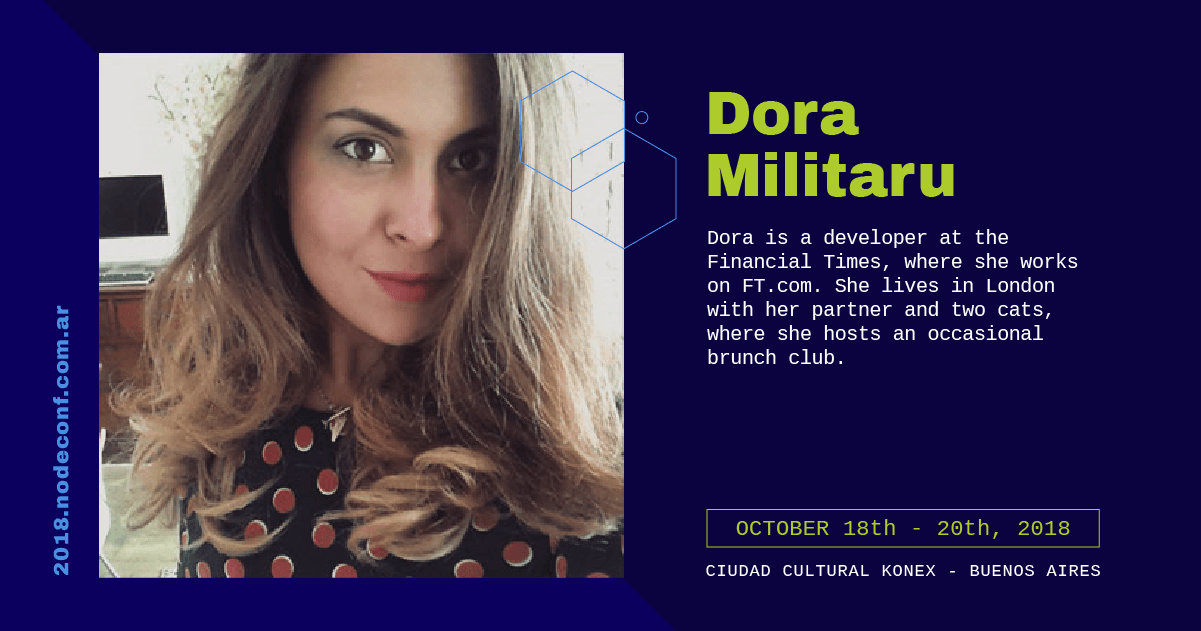 Dora
Militaru
Dora is a developer at the
Financial Times, where she works
on FT.com. She lives in London
with her partner and two cats,
where she hosts an occasional
brunch club.
OCTOBER 18th - 20th, 2018
CIUDAD CULTURAL KONEX - BUENOS AIRES
2018.nodeconf.com.ar